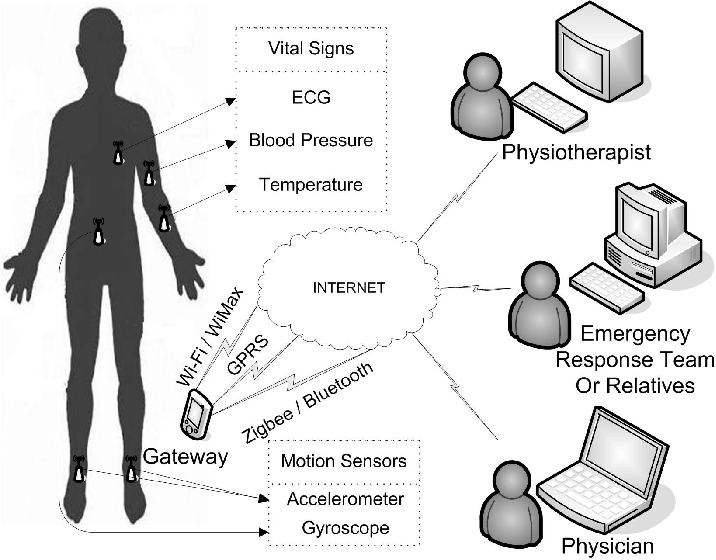 Vital Signs
ECG
Blood Pressure
Temperature
Physiotherapist
INTERNET
Wi-Fi / WiMax
GPRS
Zigbee / Bluetooth
Gateway
Emergency
Response Team
Or Relatives
Motion Sensors
Accelerometer
Gyroscope
Physician